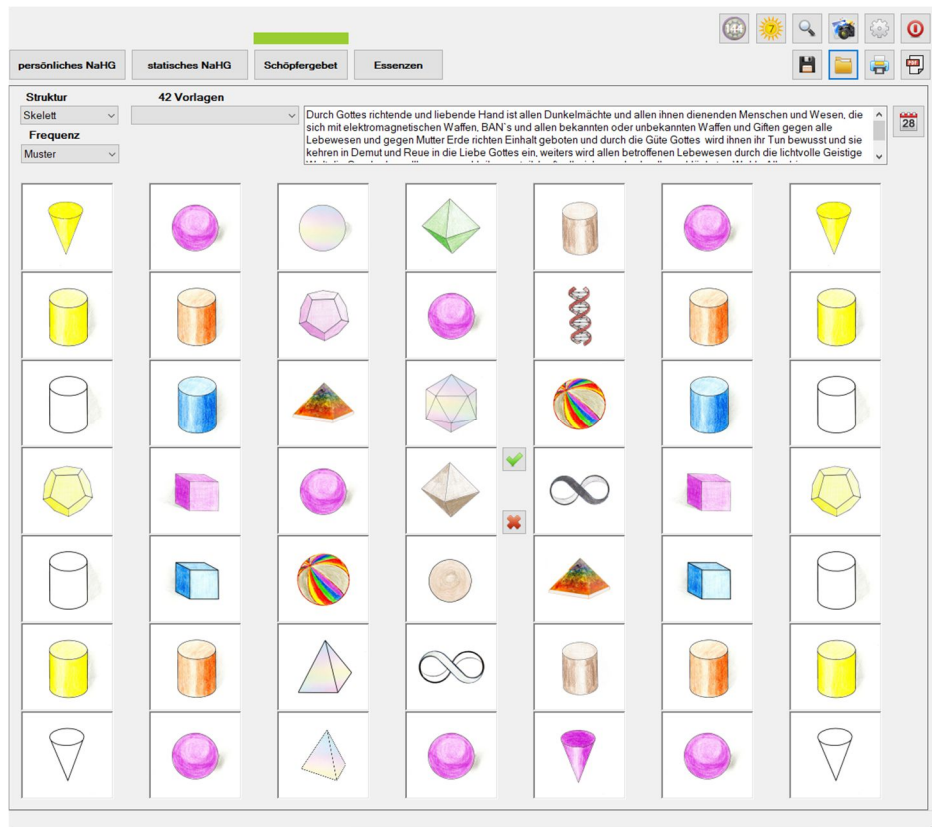 144
7
persönliches NaHG
statisches NaHG
Schöpfergebet
Essenzen
Struktur
42 Vorlagen
Skelett
Durch Gottes richtende und liebende Hand ist allen Dunkelmächte und allen ihnen dienenden Menschen und Wesen, die
sich mit elektromagnetischen Waffen, BAN`s und allen bekannten oder unbekannten Waffen und Giften gegen alle
Lebewesen und gegen Mutter Erde richten Einhalt geboten und durch die Güte Gottes wird ihnen ihr Tun bewusst und sie
kehren in Demut und Reue in die Liebe Gottes ein, weiters wird allen betroffenen Lebewesen durch die lichtvolle Geistige
28
Frequenz
Muster